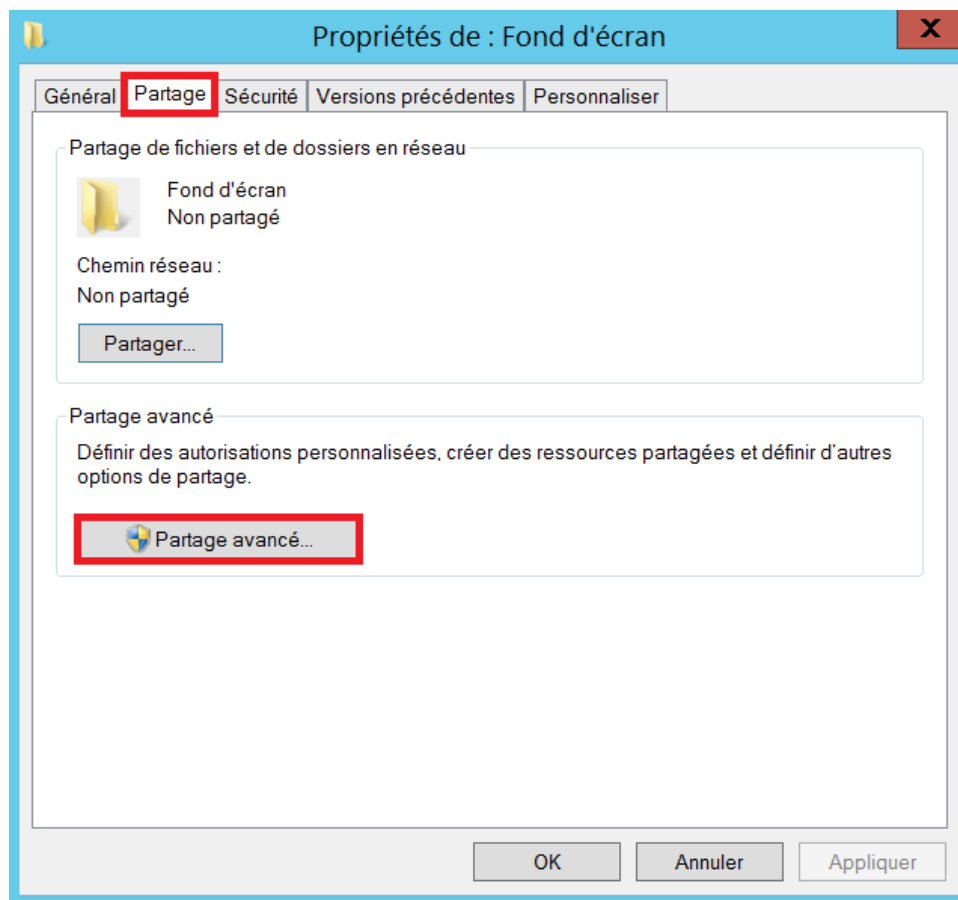 Propriétés de : Fond d'écran
X
Général Partage Sécurité Versions précédentes Personnaliser
Partage de fichiers et de dossiers en réseau
Fond d'écran
Non partagé
Chemin réseau :
Non partagé
Partager...
Partage avancé
Définir des autorisations personnalisées, créer des ressources partagées et définir d'autres
options de partage.
Partage avancé...
OK Annuler Appliquer